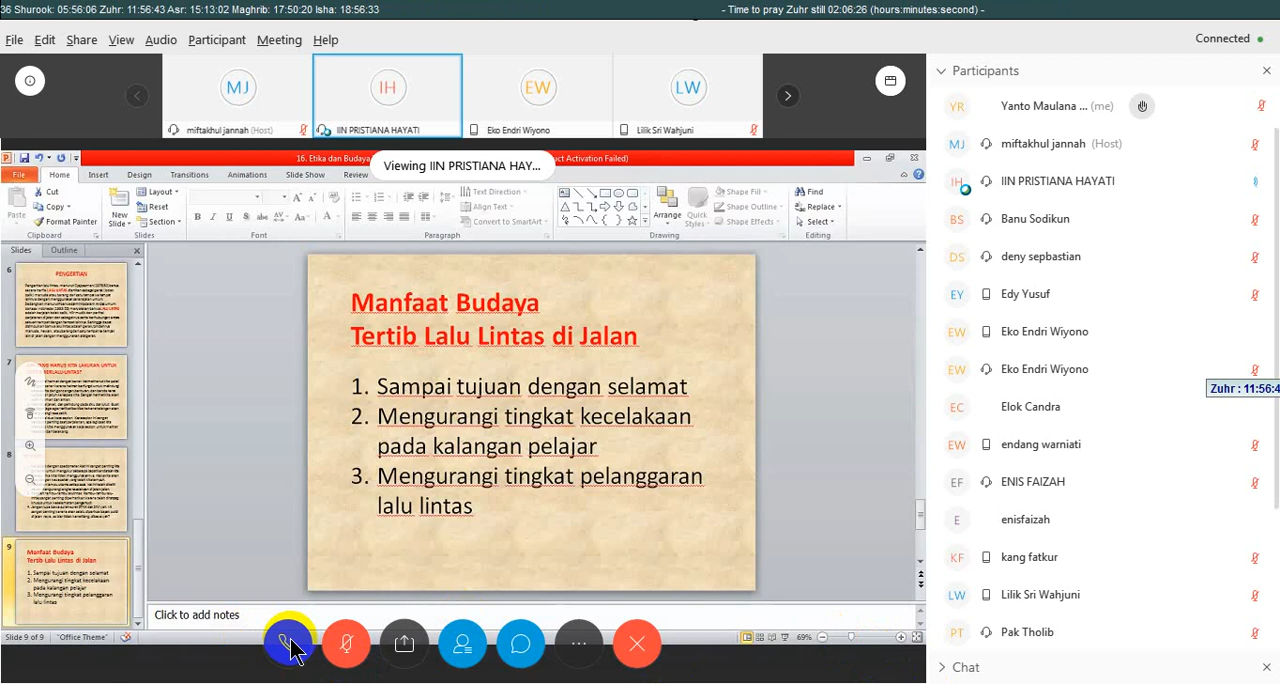 36 Shurook: 05:56:06 Zuhr: 11:56:43 Asr: 15:13:02 Maghrib: 17:50:20 Isha: 18:56:33
- Time to pray Zuhr still 02:06:26 (hours:minutes:second) -
File Edit Share View Audio Participant Meeting Help
Connected
MJ
miftakhul jannah (Host)
IH
IIN PRISTIANA HAYATI
EW
Eko Endri Wiyono
LW
Lilik Sri Wahjuni
16. Etika dan Budaya
Viewing IIN PRISTIANA HAY...
ct Activation Failed)
File Home Insert Design Transitions Animations Slide Show Review
Cut
Copy
Format Painter
Paste
Clipboard
New
Slide
Layout
Reset
Section
Slides
Font
Text Direction
Align Text
Convert to SmartArt
Paragraph
Arrange
Quick
Styles
Shape Fill
Shape Outline
Shape Effects
Drawing
Find
Replace
Select
Editing
Slides Outline
6
PENGERTIAN
7
8
9
Manfaat Budaya
Tertib Lalu Lintas di Jalan
1. Sampai tujuan dengan selamat
2. Mengurangi tingkat kecelakaan
pada kalangan pelajar
3. Mengurangi tingkat pelanggaran
lalu lintas
Manfaat Budaya
Tertib Lalu Lintas di Jalan
1. Sampai tujuan dengan selamat
2. Mengurangi tingkat kecelakaan
pada kalangan pelajar
3. Mengurangi tingkat pelanggaran
lalu lintas
Click to add notes
Slide 9 of 9 "Office Theme"
69%
Participants
YR Yanto Maulana ... (me)
MJ miftakhul jannah (Host)
IH IIN PRISTIANA HAYATI
BS Banu Sodikun
DS deny sepbastian
EY Edy Yusuf
EW Eko Endri Wiyono
EW Eko Endri Wiyono
Zuhr : 11:56:4
EC Elok Candra
EW endang warniati
EF ENIS FAIZAH
E enisfaizah
KF kang fatkur
LW Lilik Sri Wahjuni
PT Pak Tholib
Chat